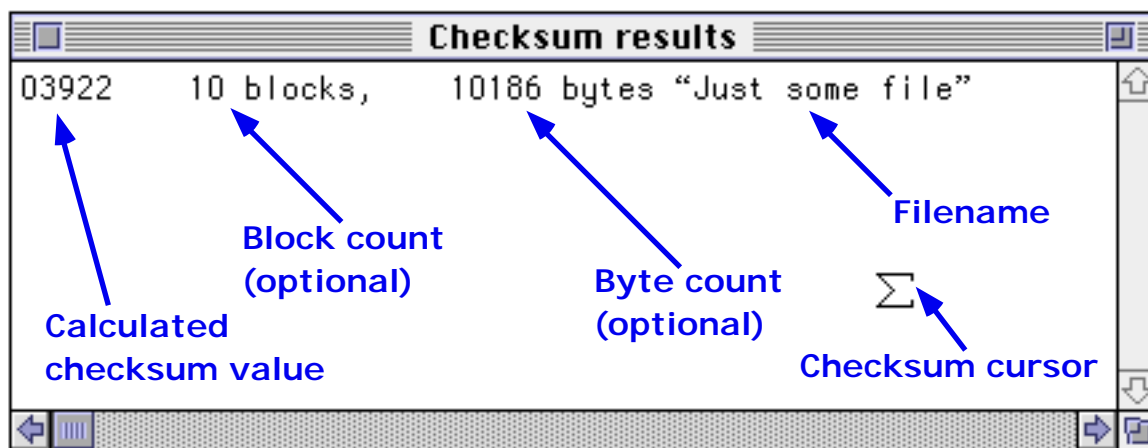 Checksum results
03922 10 blocks, 10186 bytes “Just some file”
Filename
Block count
(optional)
Byte count
(optional)
Σ
Calculated
checksum value
Checksum cursor